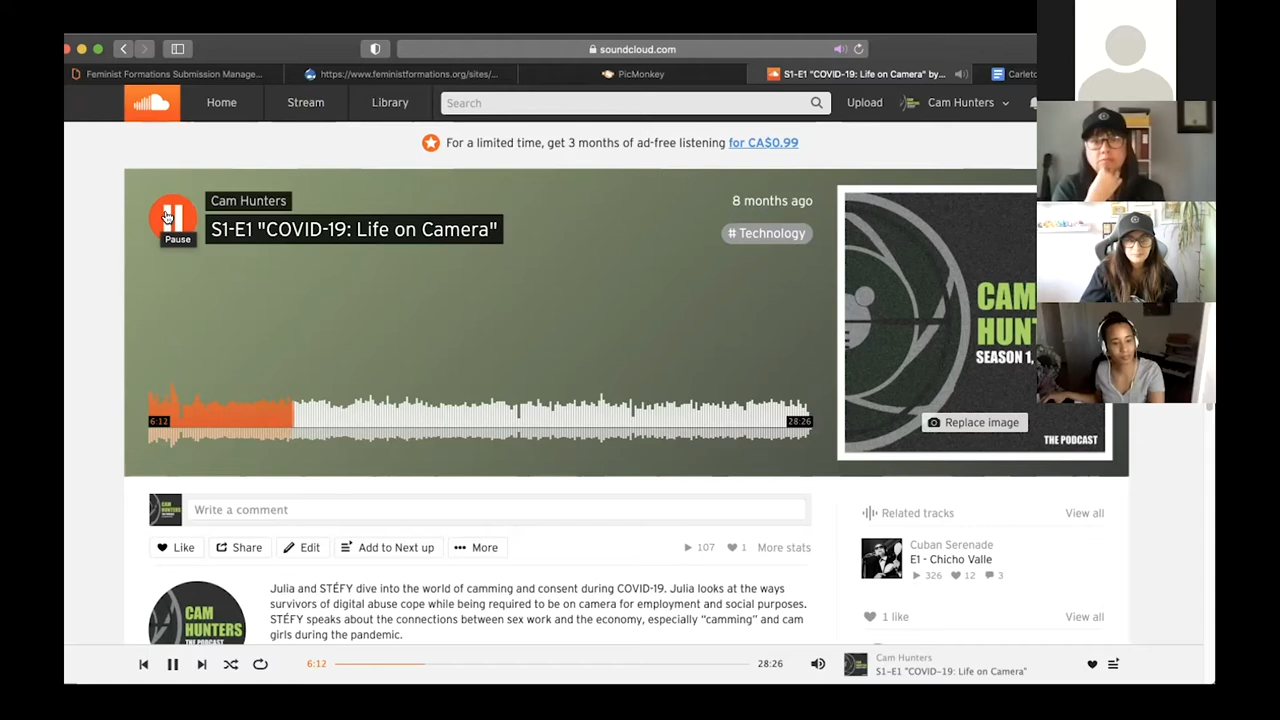 soundcloud.com
Feminist Formations Submission Manage...
https://www.feministformations.org/sites/...
PicMonkey
S1-E1 "COVID-19: Life on Camera" by...
Carleto
Home
Stream
Library
Search
Upload
Cam Hunters
For a limited time, get 3 months of ad-free listening for CA$0.99
Cam Hunters
8 months ago
S1-E1 "COVID-19: Life on Camera"
# Technology
Pause
CAM
HUN
SEASON 1,
6:12
28:26
Replace image
THE PODCAST
CAM
HUNTERS
Write a comment
Related tracks
View all
Like
Share
Edit
Add to Next up
More
107
1
More stats
Cuban Serenade
E1 - Chicho Valle
326
12
3
CAM
HUNTERS
THE PODCAST
Julia and STÉFY dive into the world of camming and consent during COVID-19. Julia looks at the ways
survivors of digital abuse cope while being required to be on camera for employment and social purposes.
STÉFY speaks about the connections between sex work and the economy, especially "camming" and cam
girls during the pandemic.
1 like
View all
6:12
28:26
Cam Hunters
S1-E1 "COVID-19: Life on Camera"